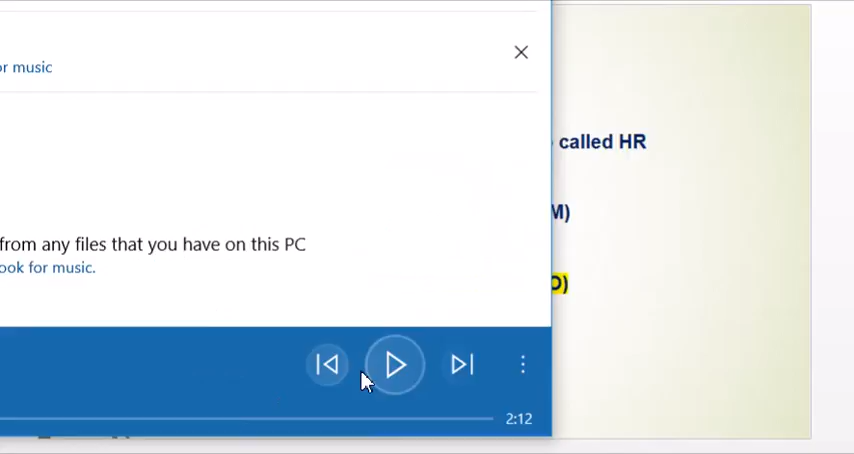 or music
called HR
M)
from any files that you have on this PC
ook for music.
O)
2:12